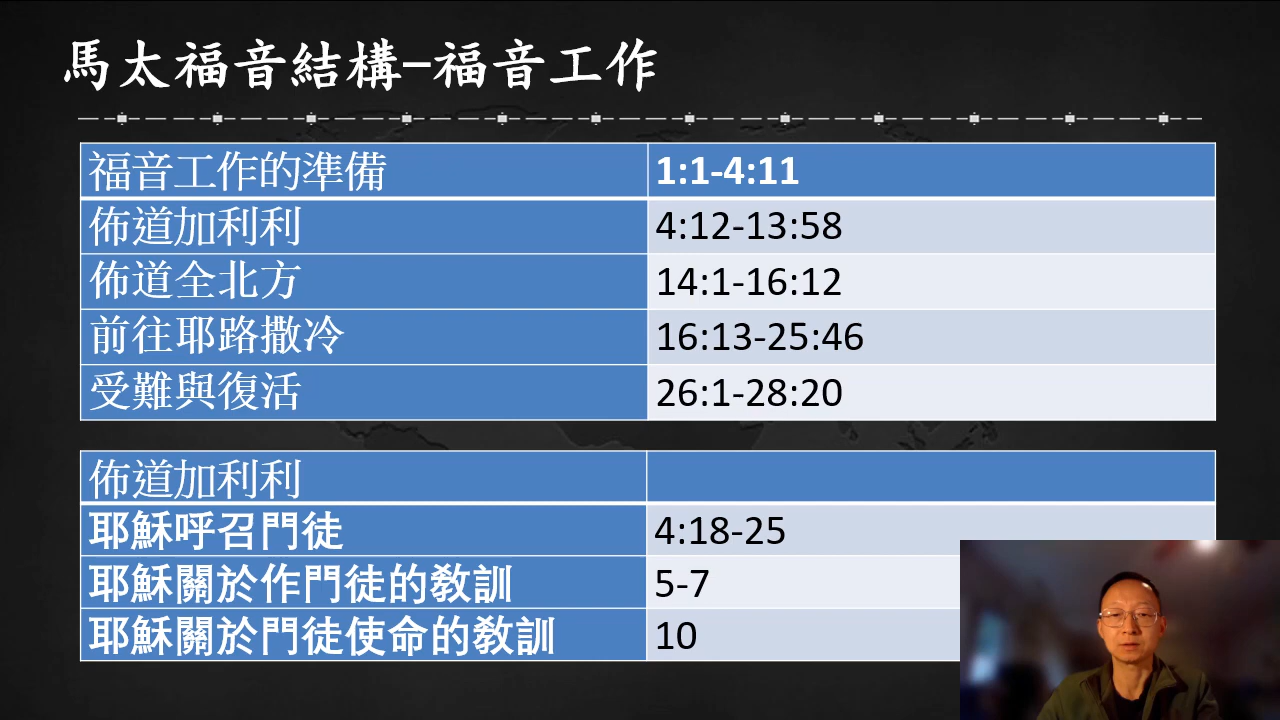 馬太福音結構–福音工作
福音工作的準備 1:1-4:11
佈道加利利 4:12-13:58
佈道全北方 14:1-16:12
前往耶路撒冷 16:13-25:46
受難與復活 26:1-28:20
佈道加利利
耶穌呼召門徒 4:18-25
耶穌關於作門徒的教訓 5-7
耶穌關於門徒使命的教訓 10